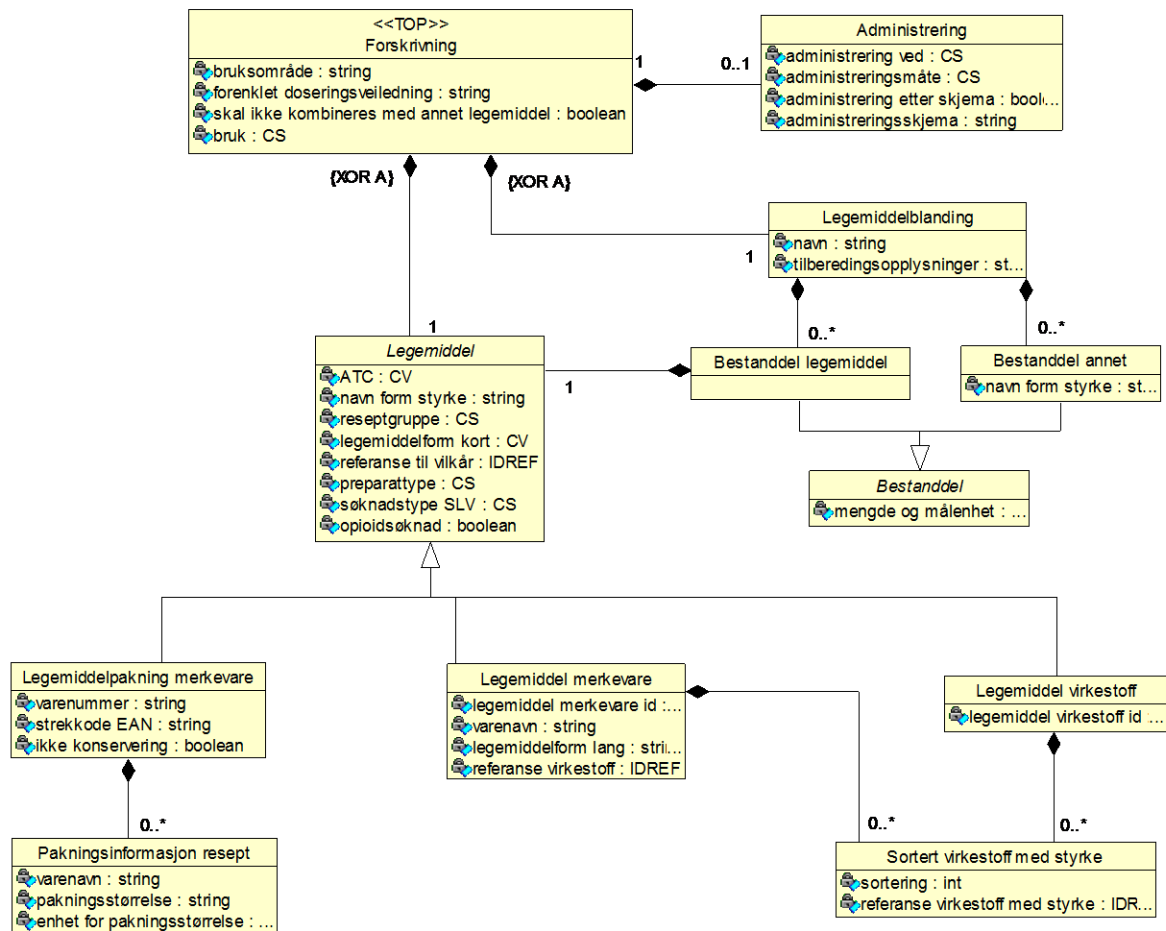 <<TOP>>
Forskrivning
bruksområde : string
forenklet doseringsveiledning : string
skal ikke kombineres med annet legemiddel : boolean
bruk : CS
1
0..1
Administrering
administrering ved : CS
administreringsmåte : CS
administrering etter skjema : bool...
administreringsskjema : string
{XOR A}
{XOR A}
Legemiddelblanding
navn : string
tilberedingsopplysninger : st...
1
1
0..*
0..*
Legemiddel
ATC : CV
navn form styrke : string
reseptgruppe : CS
legemiddelform kort : CV
referanse til vilkår : IDREF
preparattype : CS
søknadstype SLV : CS
opioidsøknad : boolean
1
Bestanddel legemiddel
Bestanddel annet
navn form styrke : st...
Bestanddel
mengde og målenhet : ...
Legemiddelpakning merkevare
varenummer : string
strekkode EAN : string
ikke konservering : boolean
Legemiddel merkevare
legemiddel merkevare id :...
varenavn : string
legemiddelform lang : strin...
referanse virkestoff : IDREF
Legemiddel virkestoff
legemiddel virkestoff id ...
0..*
0..*
0..*
Pakningsinformasjon resept
varenavn : string
pakningsstørrelse : string
enhet for pakningsstørrelse : ...
Sortert virkestoff med styrke
sortering : int
referanse virkestoff med styrke : IDR...